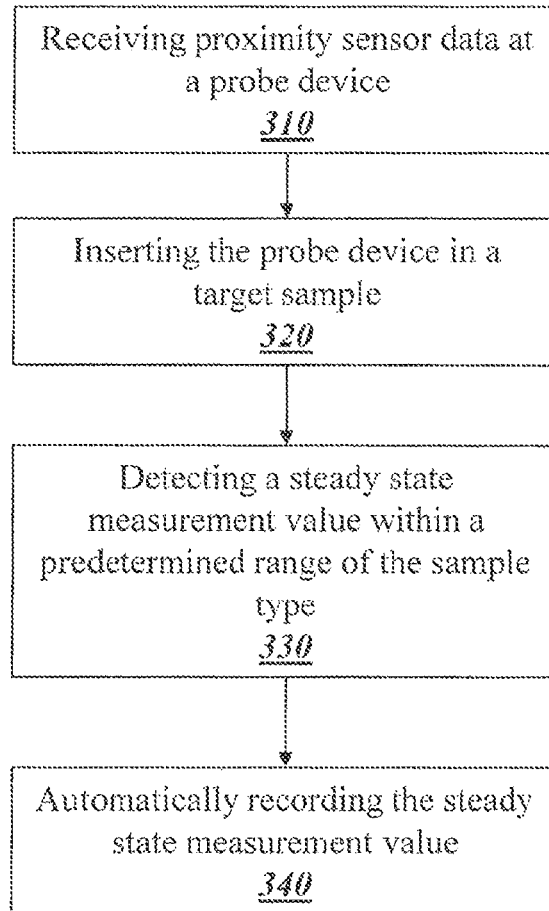 Receiving proximity sensor data at
a probe device
310
Inserting the probe device in a
target sample
320
Detecting a steady state
measurement value within a
predetermined range of the sample
type
330
Automatically recording the steady
state measurement value
340